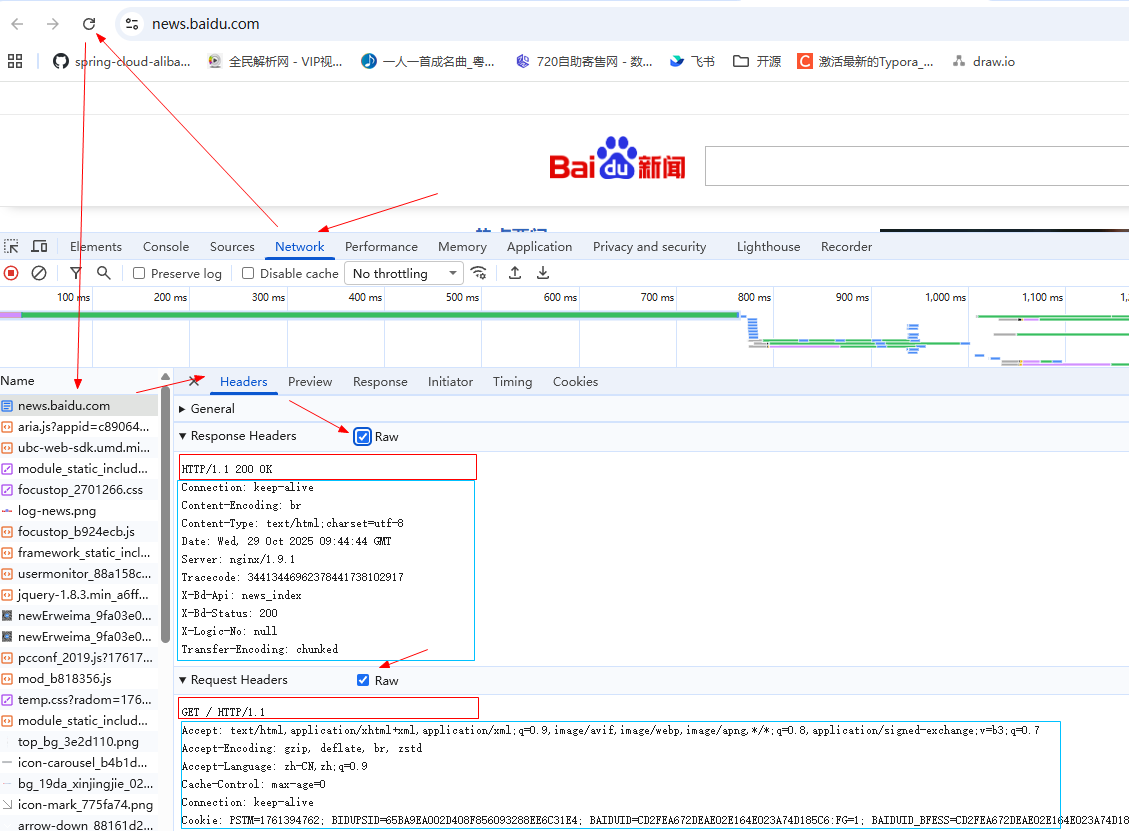 news.baidu.com
spring-cloud-aliba...
全民解析网 - VIP视...
一人一首成名曲_粤...
720自助寄售网 - 数...
飞书
开源
激活最新的Typora_...
draw.io
Bai du 新闻
Elements Console Sources Network Performance Memory Application Privacy and security Lighthouse Recorder
Preserve log Disable cache No throttling
100 ms 200 ms 300 ms 400 ms 500 ms 600 ms 700 ms 800 ms 900 ms 1,000 ms 1,100 ms
Name
news.baidu.com
aria.js?appid=c89064...
ubc-web-sdk.umd.mi...
module_static_includ...
focustop_2701266.css
log-news.png
focustop_b924ecb.js
framework_static_incl...
usermonitor_88a158c...
jquery-1.8.3.min_a6ff...
newErweima_9fa03e0...
newErweima_9fa03e0...
pcconf_2019.js?17617...
mod_b818356.js
temp.css?radom=176...
module_static_includ...
top_bg_3e2d110.png
icon-carousel_b4b1d...
bg_19da_xinjingjie_02...
icon-mark_775fa74.png
arrow-down_88161d2...
Headers Preview Response Initiator Timing Cookies
General
Response Headers Raw
HTTP/1.1 200 OK
Connection: keep-alive
Content-Encoding: br
Content-Type: text/html;charset=utf-8
Date: Wed, 29 Oct 2025 09:44:44 GMT
Server: nginx/1.9.1
Tracecode: 34413446962378441738102917
X-Bd-Api: news_index
X-Bd-Status: 200
X-Logic-No: null
Transfer-Encoding: chunked
Request Headers Raw
GET / HTTP/1.1
Accept: text/html,application/xhtml+xml,application/xml;q=0.9,image/avif,image/webp,image/apng,*/*;q=0.8,application/signed-exchange;v=b3;q=0.7
Accept-Encoding: gzip, deflate, br, zstd
Accept-Language: zh-CN,zh;q=0.9
Cache-Control: max-age=0
Connection: keep-alive
Cookie: PSTM=1761394762; BIDUPSID=65BA9EA002D408F856093288EE6C31E4; BAIDUID=CD2FEA672DEAE02E164E023A74D185C6:FG=1; BAIDUID_BFESS=CD2FEA672DEAE02E164E023A74D18